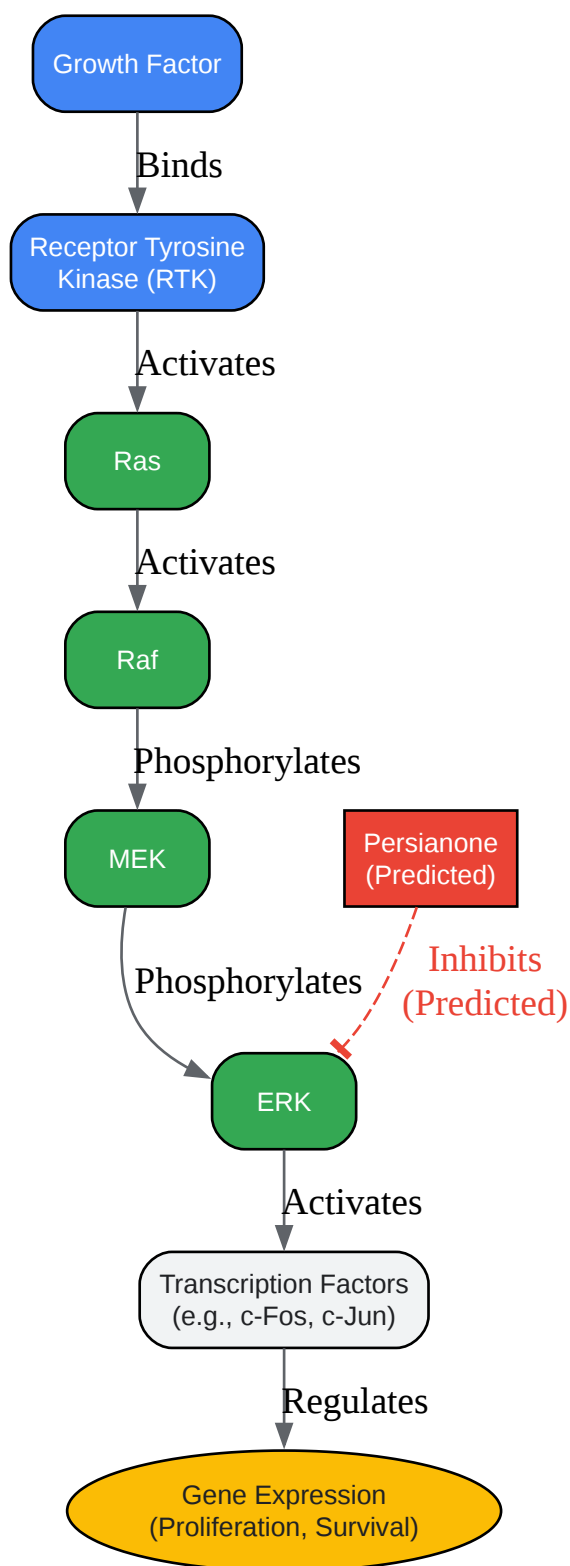 Growth Factor
Binds
Receptor Tyrosine
Kinase (RTK)
Activates
Ras
Activates
Raf
Phosphorylates
MEK
Persianone
(Predicted)
Phosphorylates
Inhibits
(Predicted)
ERK
Activates
Transcription Factors
(e.g., c-Fos, c-Jun)
Regulates
Gene Expression
(Proliferation, Survival)